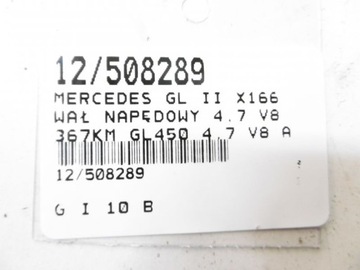 12/508289
MERCEDES GL II X166
WAŁ NAPĘDOWY 4.7 V8
367KM GL450 4.7 V8 A
12/508289
G I 10 B